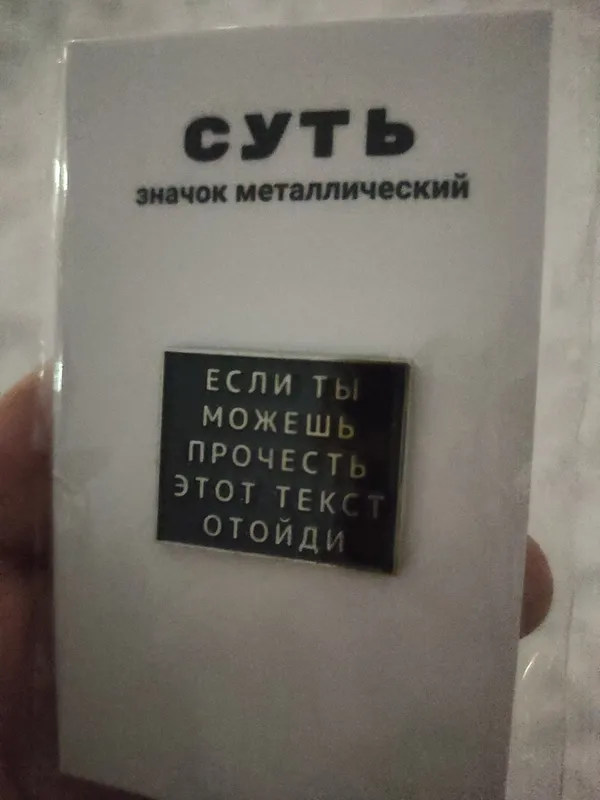 СУТЬ
значок металлический
ЕСЛИ ТЫ
МОЖЕШЬ
ПРОЧЕСТЬ
ЭТОТ ТЕКСТ
ОТОЙДИ